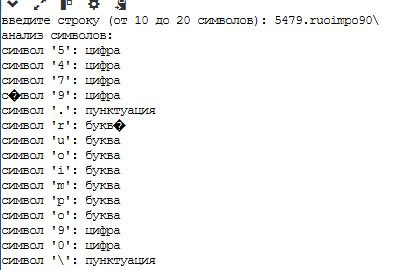 введите строку (от 10 до 20 символов): 5479.ruoimpo90\
анализ символов:
символ '5': цифра
символ '4': цифра
символ '7': цифра
с�мвол '9': цифра
символ '.': пунктуация
символ 'r': букв�
символ 'u': буква
символ 'o': буква
символ 'i': буква
символ 'm': буква
символ 'p': буква
символ 'o': буква
символ '9': цифра
символ '0': цифра
символ '\': пунктуация